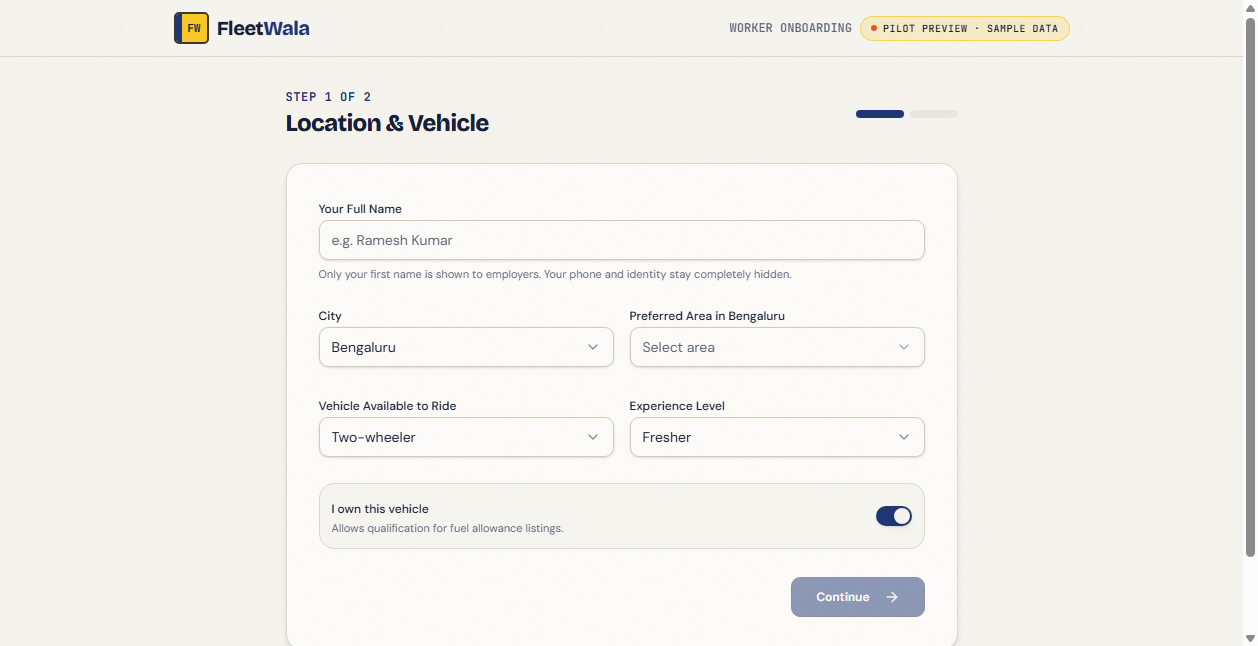 FW FleetWala
WORKER ONBOARDING
PILOT PREVIEW · SAMPLE DATA
STEP 1 OF 2
Location & Vehicle
Your Full Name
e.g. Ramesh Kumar
Only your first name is shown to employers. Your phone and identity stay completely hidden.
City
Preferred Area in Bengaluru
Bengaluru
Select area
Vehicle Available to Ride
Experience Level
Two-wheeler
Fresher
I own this vehicle
Allows qualification for fuel allowance listings.
Continue →